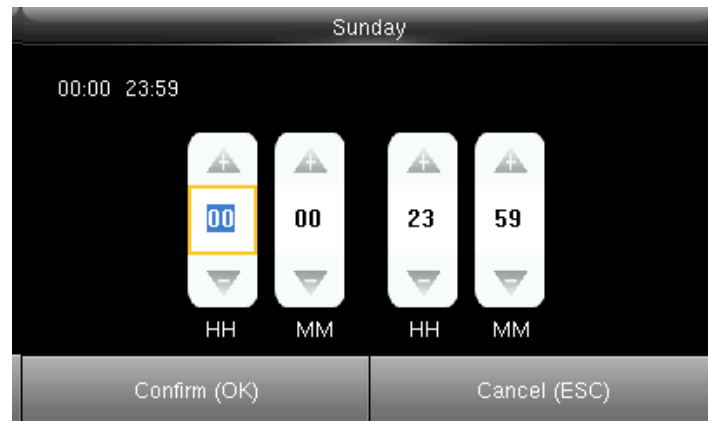 Sunday
00:00 23:59
+ + + +
00 00 23 59
- - - -
HH MM HH MM
Confirm (OK) Cancel (ESC)